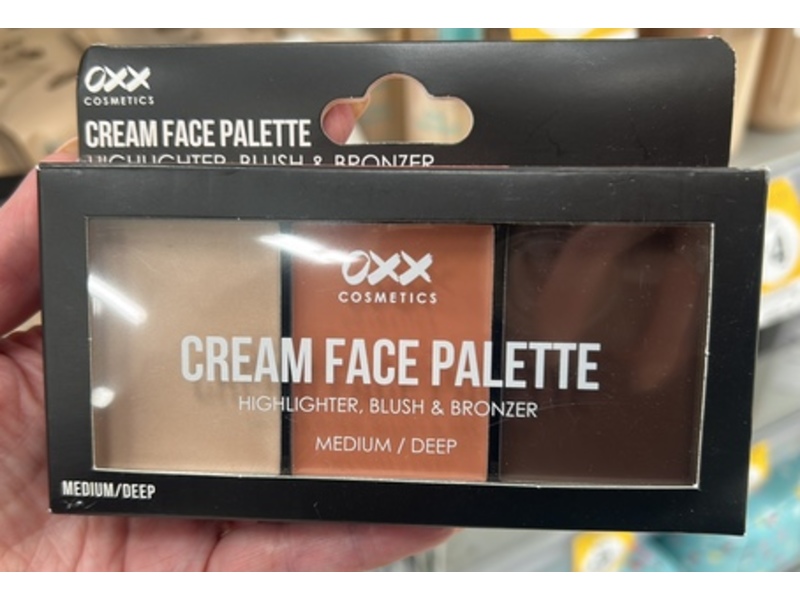 OXX
COSMETICS
CREAM FACE PALETTE
HIGHLIGHTER, BLUSH & BRONZER
OXX
COSMETICS
CREAM FACE PALETTE
HIGHLIGHTER, BLUSH & BRONZER
MEDIUM / DEEP
MEDIUM/DEEP
4